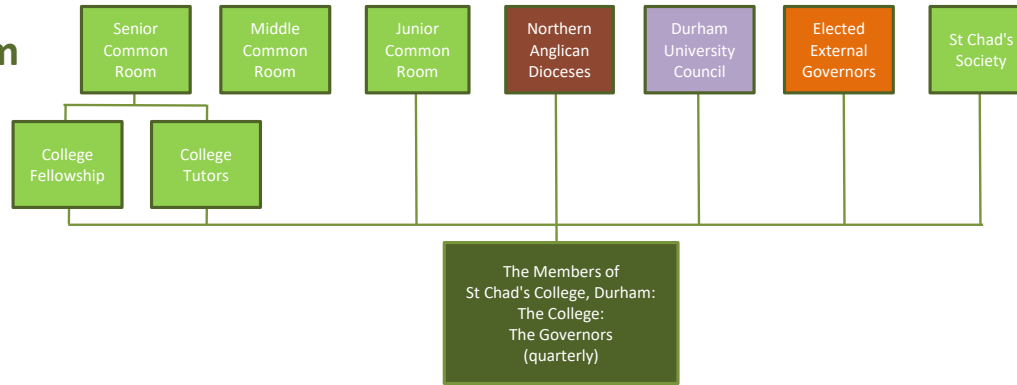 m
Senior
Common
Room
Middle
Common
Room
Junior
Common
Room
Northern
Anglican
Dioceses
Durham
University
Council
Elected
External
Governors
St Chad's
Society
College
Fellowship
College
Tutors
The Members of
St Chad's College, Durham:
The College:
The Governors
(quarterly)